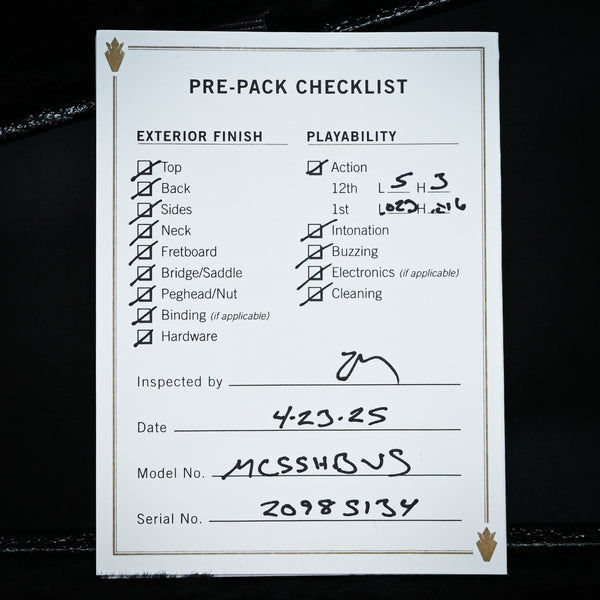 PRE-PACK CHECKLIST
EXTERIOR FINISH
Top
Back
Sides
Neck
Fretboard
Bridge/Saddle
Peghead/Nut
Binding (if applicable)
Hardware
PLAYABILITY
Action
12th L 5 H 3
1st L .023 H .016
Intonation
Buzzing
Electronics (if applicable)
Cleaning
Inspected by
Date 4-23-25
Model No. MCSSHBVS
Serial No. 20985134